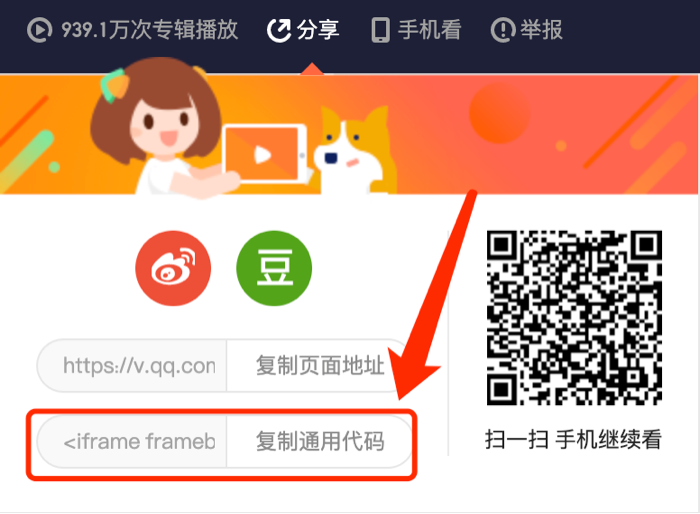 939.1万次专辑播放 分享 手机看 举报
豆
https://v.qq.con 复制页面地址
<iframe frameb 复制通用代码
扫一扫 手机继续看